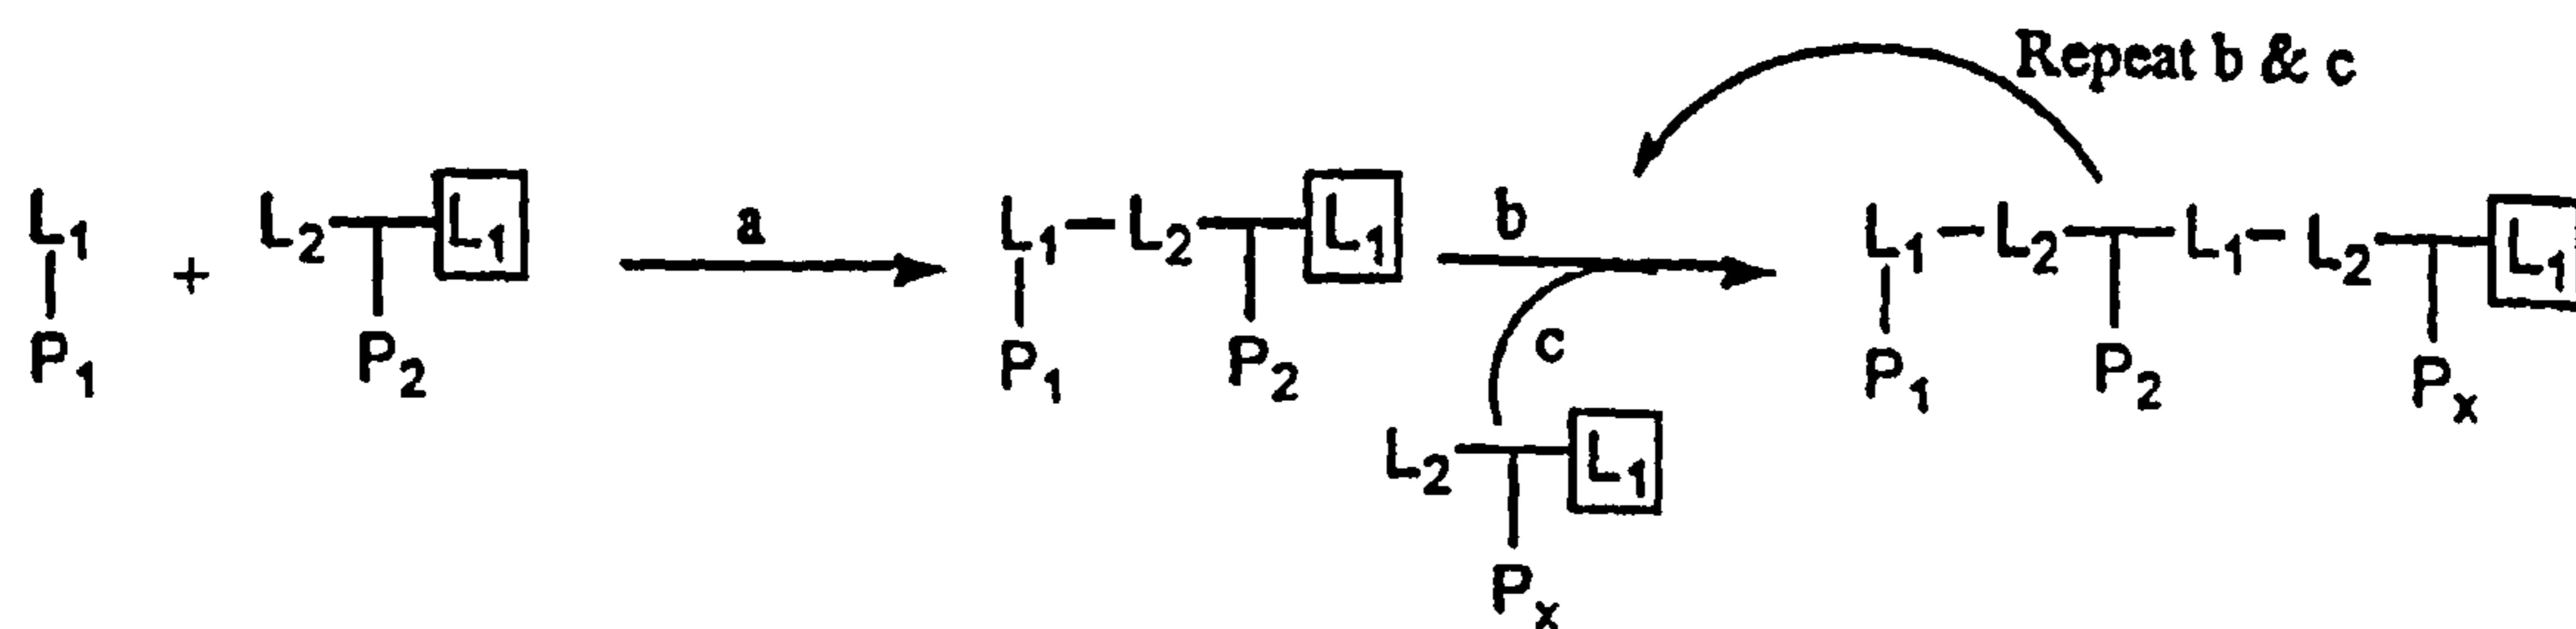 Repeat b & c
L₁ + L₂ L₁ a L₁ L₂ L₁ b L₁ L₂ L₁ L₂ L₁
P₁ P₂ P₁ P₂ c P₁ P₂ Pₓ
L₂ L₁
Pₓ